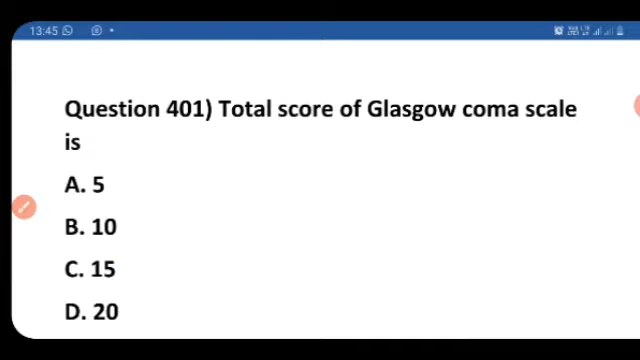 13:45
Question 401) Total score of Glasgow coma scale
is
A. 5
B. 10
C. 15
D. 20